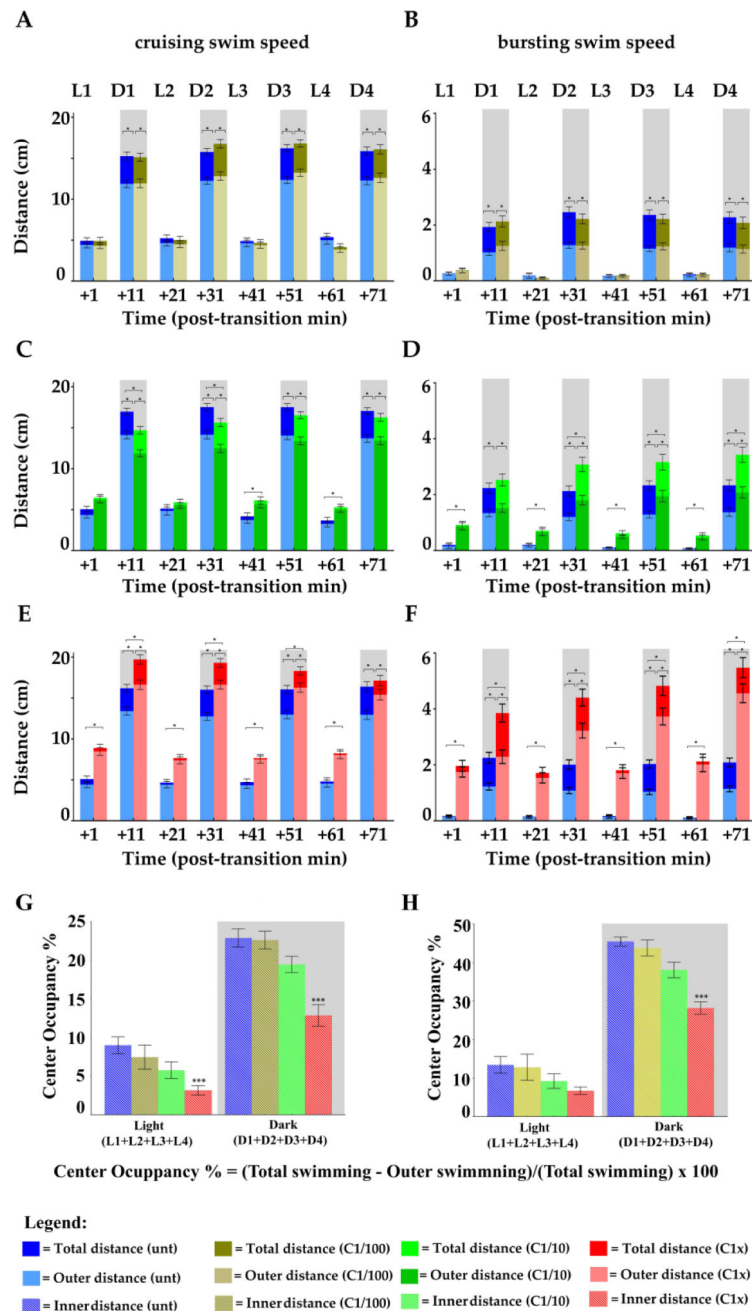 A B
cruising swim speed bursting swim speed
L1 D1 L2 D2 L3 D3 L4 D4 L1 D1 L2 D2 L3 D3 L4 D4
20
10
0
Distance (cm)
* * * * * * * *
+1 +11 +21 +31 +41 +51 +61 +71
Time (post-transition min)
6
4
2
0
Distance (cm)
* * * * * * * *
+1 +11 +21 +31 +41 +51 +61 +71
Time (post-transition min)
C D
20
10
0
Distance (cm)
* * * * * * * * * * * *
+1 +11 +21 +31 +41 +51 +61 +71
Time (post-transition min)
6
4
2
0
Distance (cm)
* * * * * * * * * * * * * * *
+1 +11 +21 +31 +41 +51 +61 +71
Time (post-transition min)
E F
20
10
0
Distance (cm)
* * * * * * * * * * * * * * *
+1 +11 +21 +31 +41 +51 +61 +71
Time (post-transition min)
6
4
2
0
Distance (cm)
* * * * * * * * * * * * * * * *
+1 +11 +21 +31 +41 +51 +61 +71
Time (post-transition min)
G H
25
20
15
10
5
0
Center Occupancy %
***
***
Light Dark
(L1+L2+L3+L4) (D1+D2+D3+D4)
50
40
30
20
10
0
Center Occupancy %
***
Light Dark
(L1+L2+L3+L4) (D1+D2+D3+D4)
Center Ocuppancy % = (Total swimming - Outer swimmning)/(Total swimming) x 100
Legend:
= Total distance (unt) = Total distance (C1/100) = Total distance (C1/10) = Total distance (C1x)
= Outer distance (unt) = Outer distance (C1/100) = Outer distance (C1/10) = Outer distance (C1x)
= Inner distance (unt) = Inner distance (C1/100) = Inner distance (C1/10) = Inner distance (C1x)